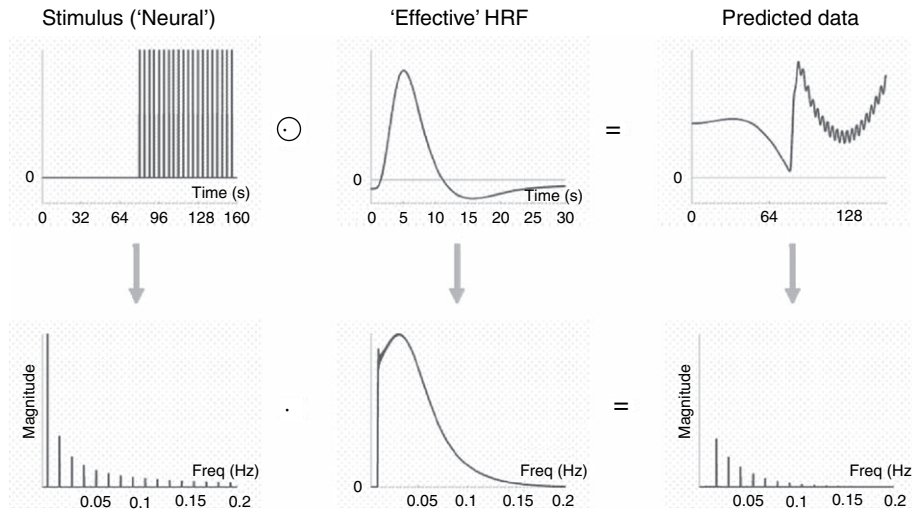 Stimulus (‘Neural’)
‘Effective’ HRF
Predicted data
0
Time (s)
0 32 64 96 128 160
0
Time (s)
0 5 10 15 20 25 30
=
0
0 64 128
Magnitude
Freq (Hz)
0.05 0.1 0.15 0.2
0
Freq (Hz)
0.05 0.1 0.15 0.2
=
Magnitude
Freq (Hz
0.05 0.1 0.15 0.2